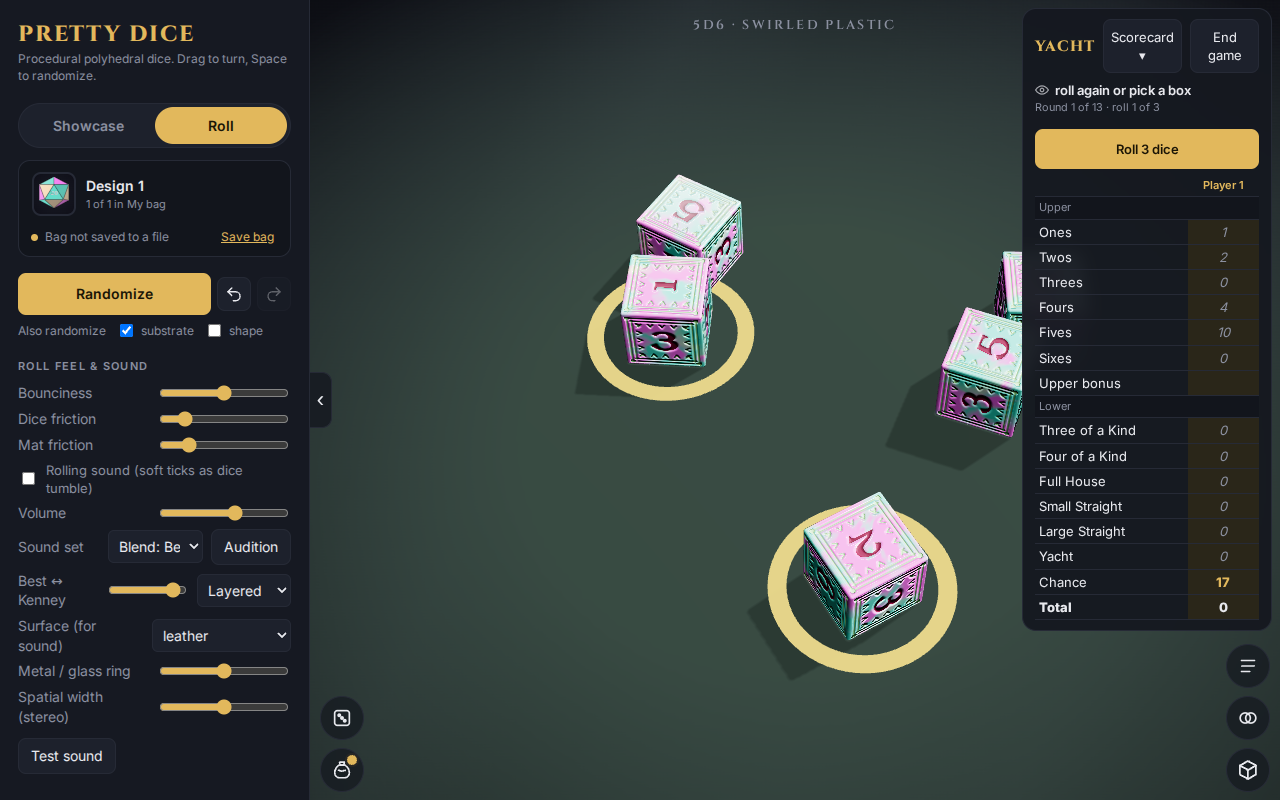 PRETTY DICE
Procedural polyhedral dice. Drag to turn, Space
to randomize.
Showcase
Roll
Design 1
1 of 1 in My bag
Bag not saved to a file
Save bag
Randomize
Also randomize
substrate
shape
ROLL FEEL & SOUND
Bounciness
Dice friction
Mat friction
Rolling sound (soft ticks as dice
tumble)
Volume
Sound set
Blend: Be
Audition
Best ↔
Kenney
Layered
Surface (for
sound)
leather
Metal / glass ring
Spatial width
(stereo)
Test sound
5D6 · SWIRLED PLASTIC
5
1
3
5
3
2
YACHT
Scorecard
▾
End
game
roll again or pick a box
Round 1 of 13 · roll 1 of 3
Roll 3 dice
Player 1
Upper
Ones 1
Twos 2
Threes 0
Fours 4
Fives 10
Sixes 0
Upper bonus
Lower
Three of a Kind 0
Four of a Kind 0
Full House 0
Small Straight 0
Large Straight 0
Yacht 0
Chance 17
Total 0